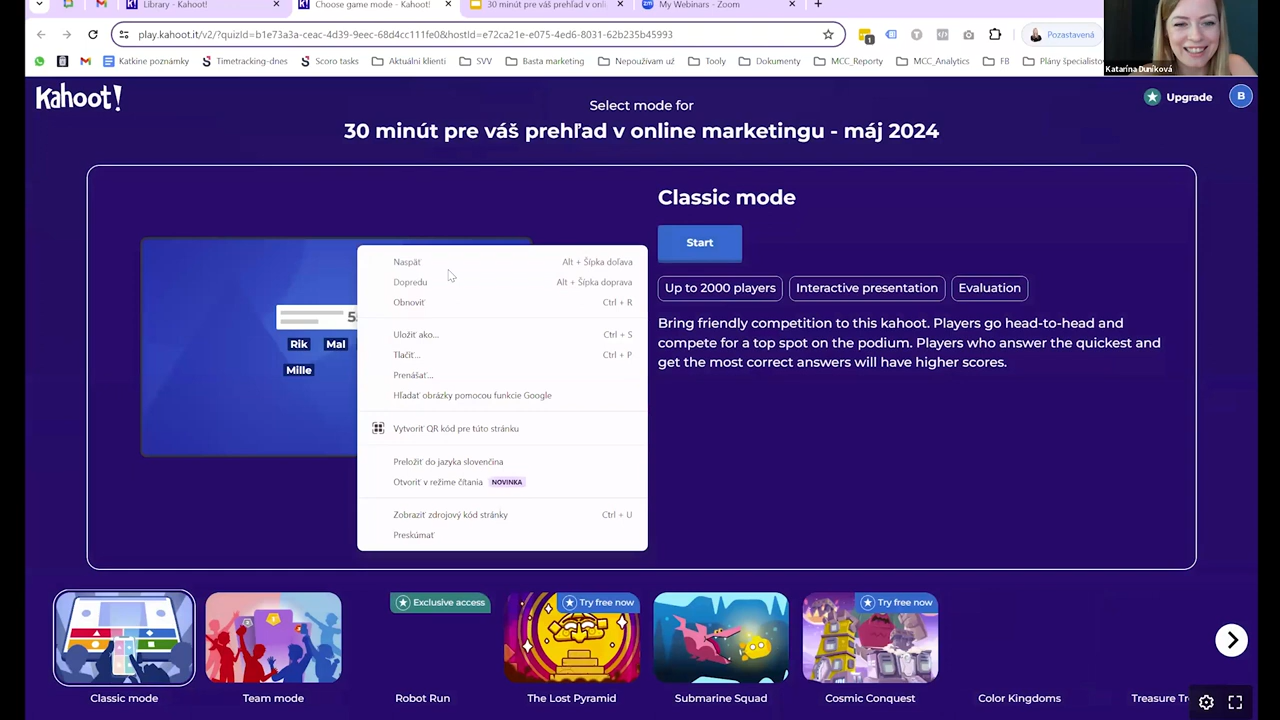 Library - Kahoot!
Choose game mode - Kahoot!
30 minút pre váš prehľad v onli
My Webinars - Zoom
play.kahoot.it/v2/?quizId=b1e73a3a-ceac-4d39-9eec-68d4cc111fe0&hostId=e72ca21e-e075-4ed6-8031-62b235b45993
1
Pozastavená
Katkine poznámky
Timetracking-dnes
Scoro tasks
Aktuálni klienti
SVV
Basta marketing
Nepoužívam už
Tooly
Dokumenty
MCC_Reporty
MCC_Analytics
FB
Plány špecialisto
Katarína Duníková
Kahoot!
Select mode for
Upgrade
B
30 minút pre váš prehľad v online marketingu - máj 2024
Classic mode
Start
Up to 2000 players
Interactive presentation
Evaluation
Bring friendly competition to this kahoot. Players go head-to-head and
compete for a top spot on the podium. Players who answer the quickest and
get the most correct answers will have higher scores.
5
Rik
Mal
Mille
Naspäť
Alt + Šípka doľava
Dopredu
Alt + Šípka doprava
Obnoviť
Ctrl + R
Uložiť ako...
Ctrl + S
Tlačiť...
Ctrl + P
Prenášať...
Hľadať obrázky pomocou funkcie Google
Vytvoriť QR kód pre túto stránku
Preložiť do jazyka slovenčina
Otvoriť v režime čítania
NOVINKA
Zobraziť zdrojový kód stránky
Ctrl + U
Preskúmať
Exclusive access
Try free now
Try free now
Classic mode
Team mode
Robot Run
The Lost Pyramid
Submarine Squad
Cosmic Conquest
Color Kingdoms
Treasure Tr